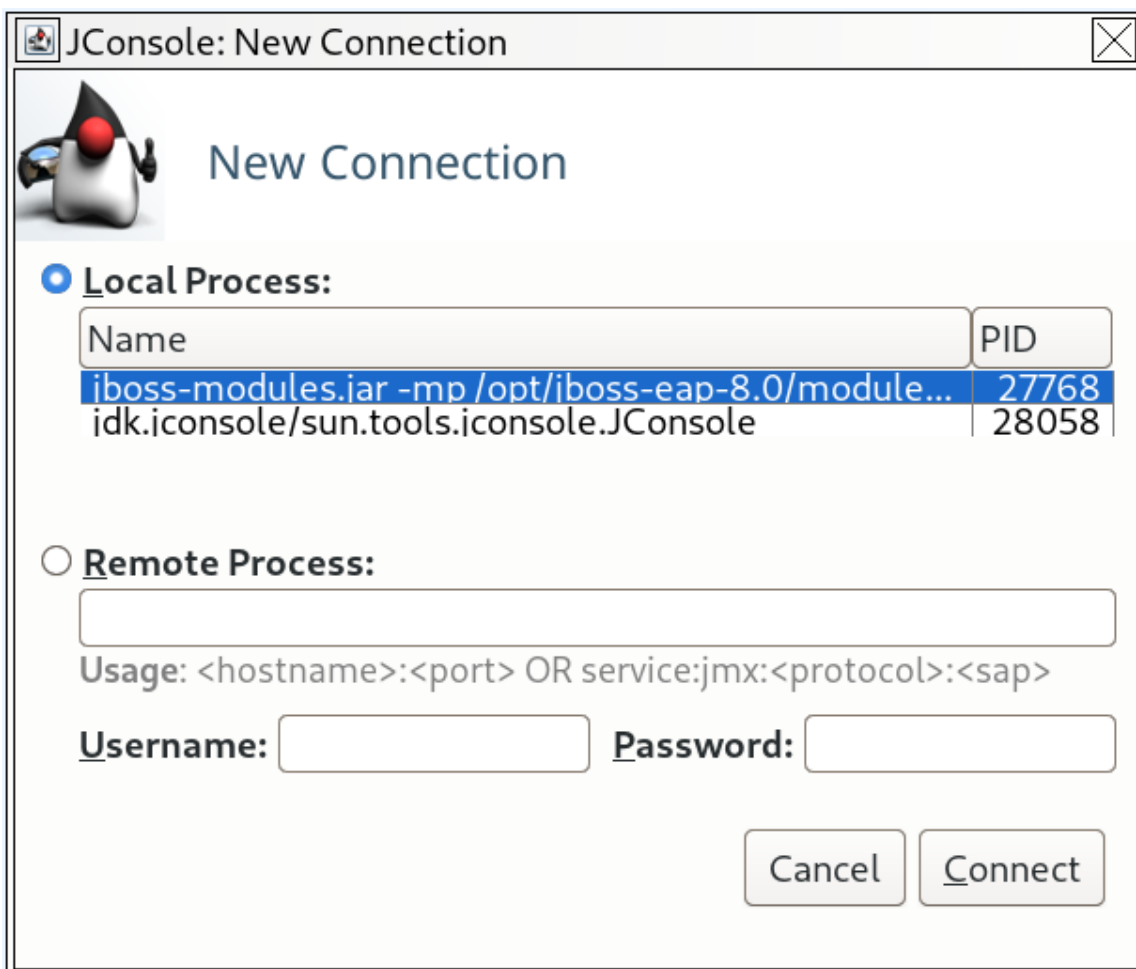 JConsole: New Connection
New Connection
Local Process:
Name PID
jboss-modules.jar -mp /opt/jboss-eap-8.0/module... 27768
jdk.jconsole/sun.tools.jconsole.JConsole 28058
Remote Process:
Usage: <hostname>:<port> OR service:jmx:<protocol>:<sap>
Username: Password:
Cancel Connect